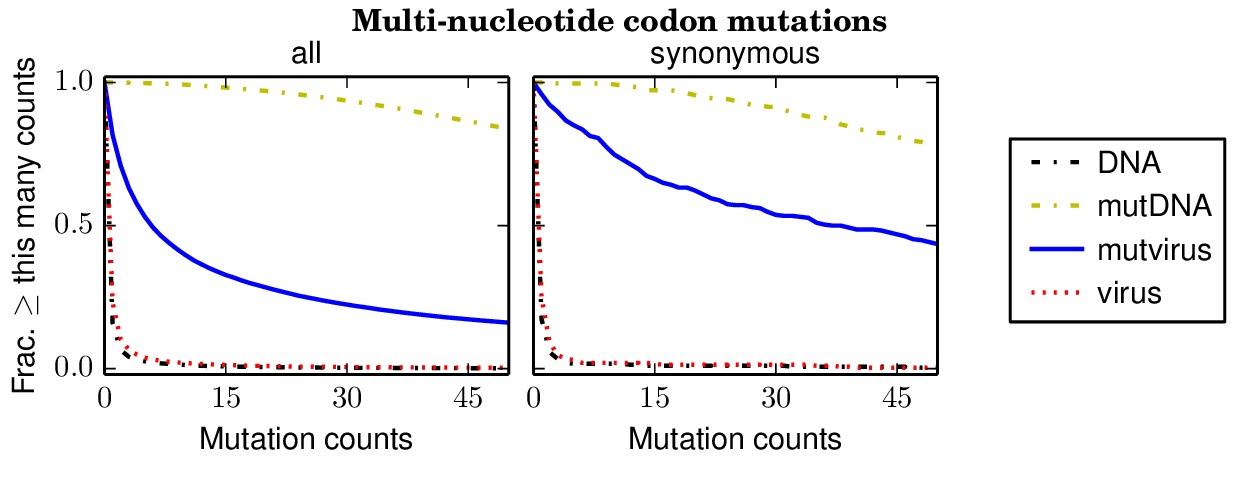 Multi-nucleotide codon mutations
all
synonymous
Frac. ≥ this many counts
1.0
0.5
0.0
0 15 30 45
0 15 30 45
Mutation counts
Mutation counts
DNA
mutDNA
mutvirus
virus